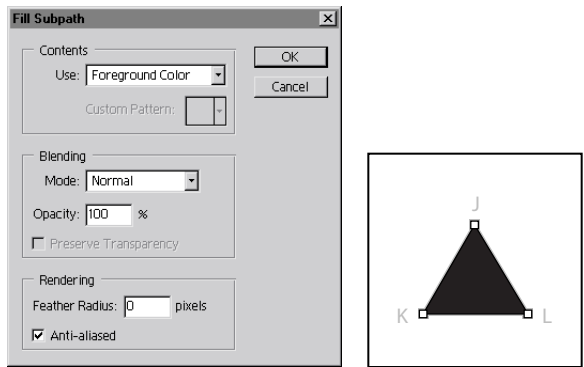 Fill Subpath
Contents
OK
Use: Foreground Color
Cancel
Custom Pattern:
Blending
Mode: Normal
Opacity: 100 %
Preserve Transparency
Rendering
Feather Radius: 0 pixels
Anti-aliased
J
K L